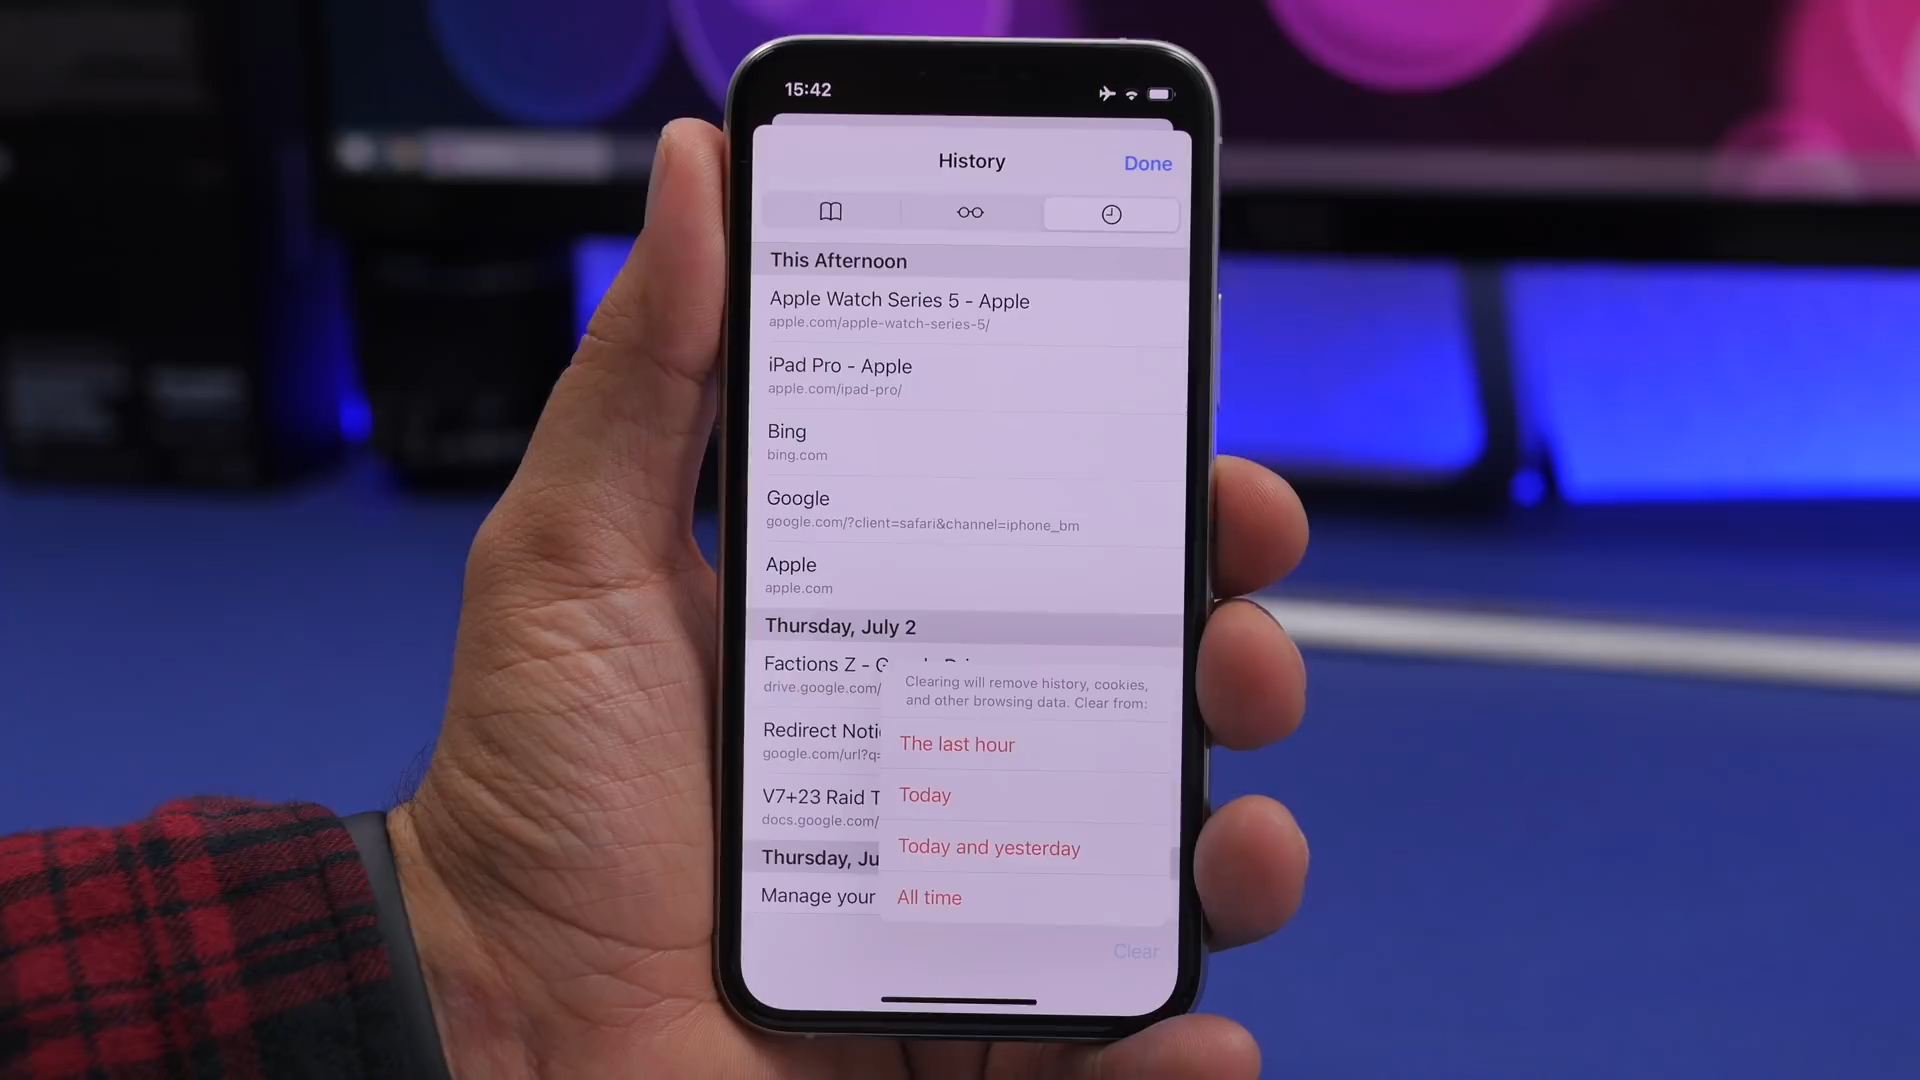 15:42
History
Done
This Afternoon
Apple Watch Series 5 - Apple
apple.com/apple-watch-series-5/
iPad Pro - Apple
apple.com/ipad-pro/
Bing
bing.com
Google
google.com/?client=safari&channel=iphone_bm
Apple
apple.com
Thursday, July 2
Factions Z - G
drive.google.com/
Clearing will remove history, cookies,
and other browsing data. Clear from:
Redirect Noti
google.com/url?q=
The last hour
V7+23 Raid T
docs.google.com/
Today
Thursday, Ju
Today and yesterday
Manage your
All time
Clear